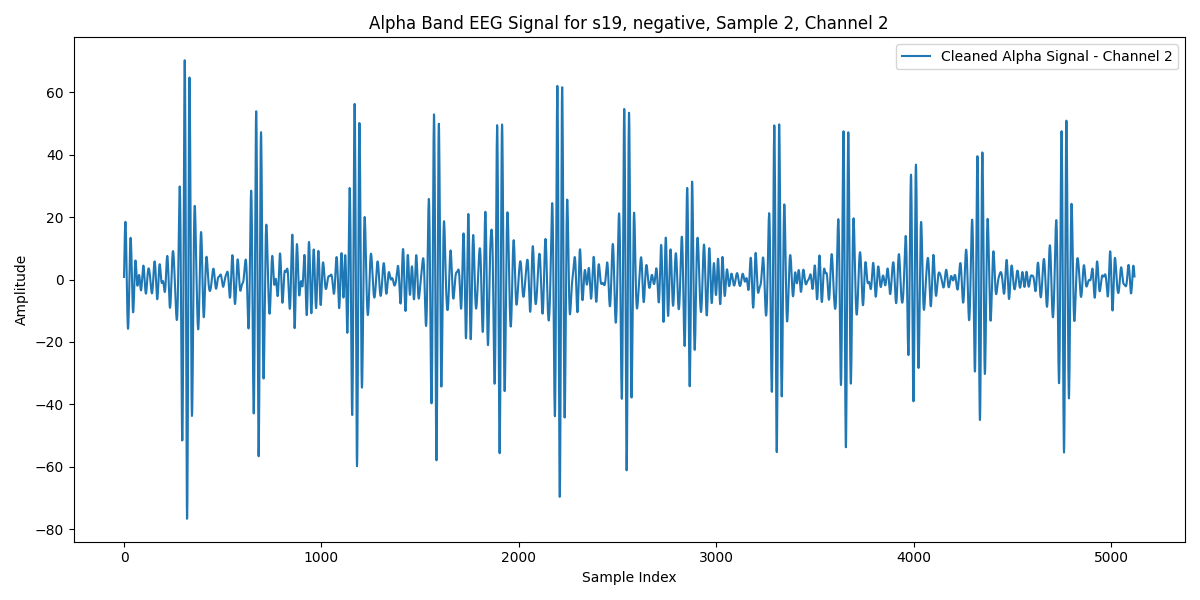 Alpha Band EEG Signal for s19, negative, Sample 2, Channel 2
Cleaned Alpha Signal - Channel 2
Amplitude
60
40
20
0
−20
−40
−60
−80
0 1000 2000 3000 4000 5000
Sample Index